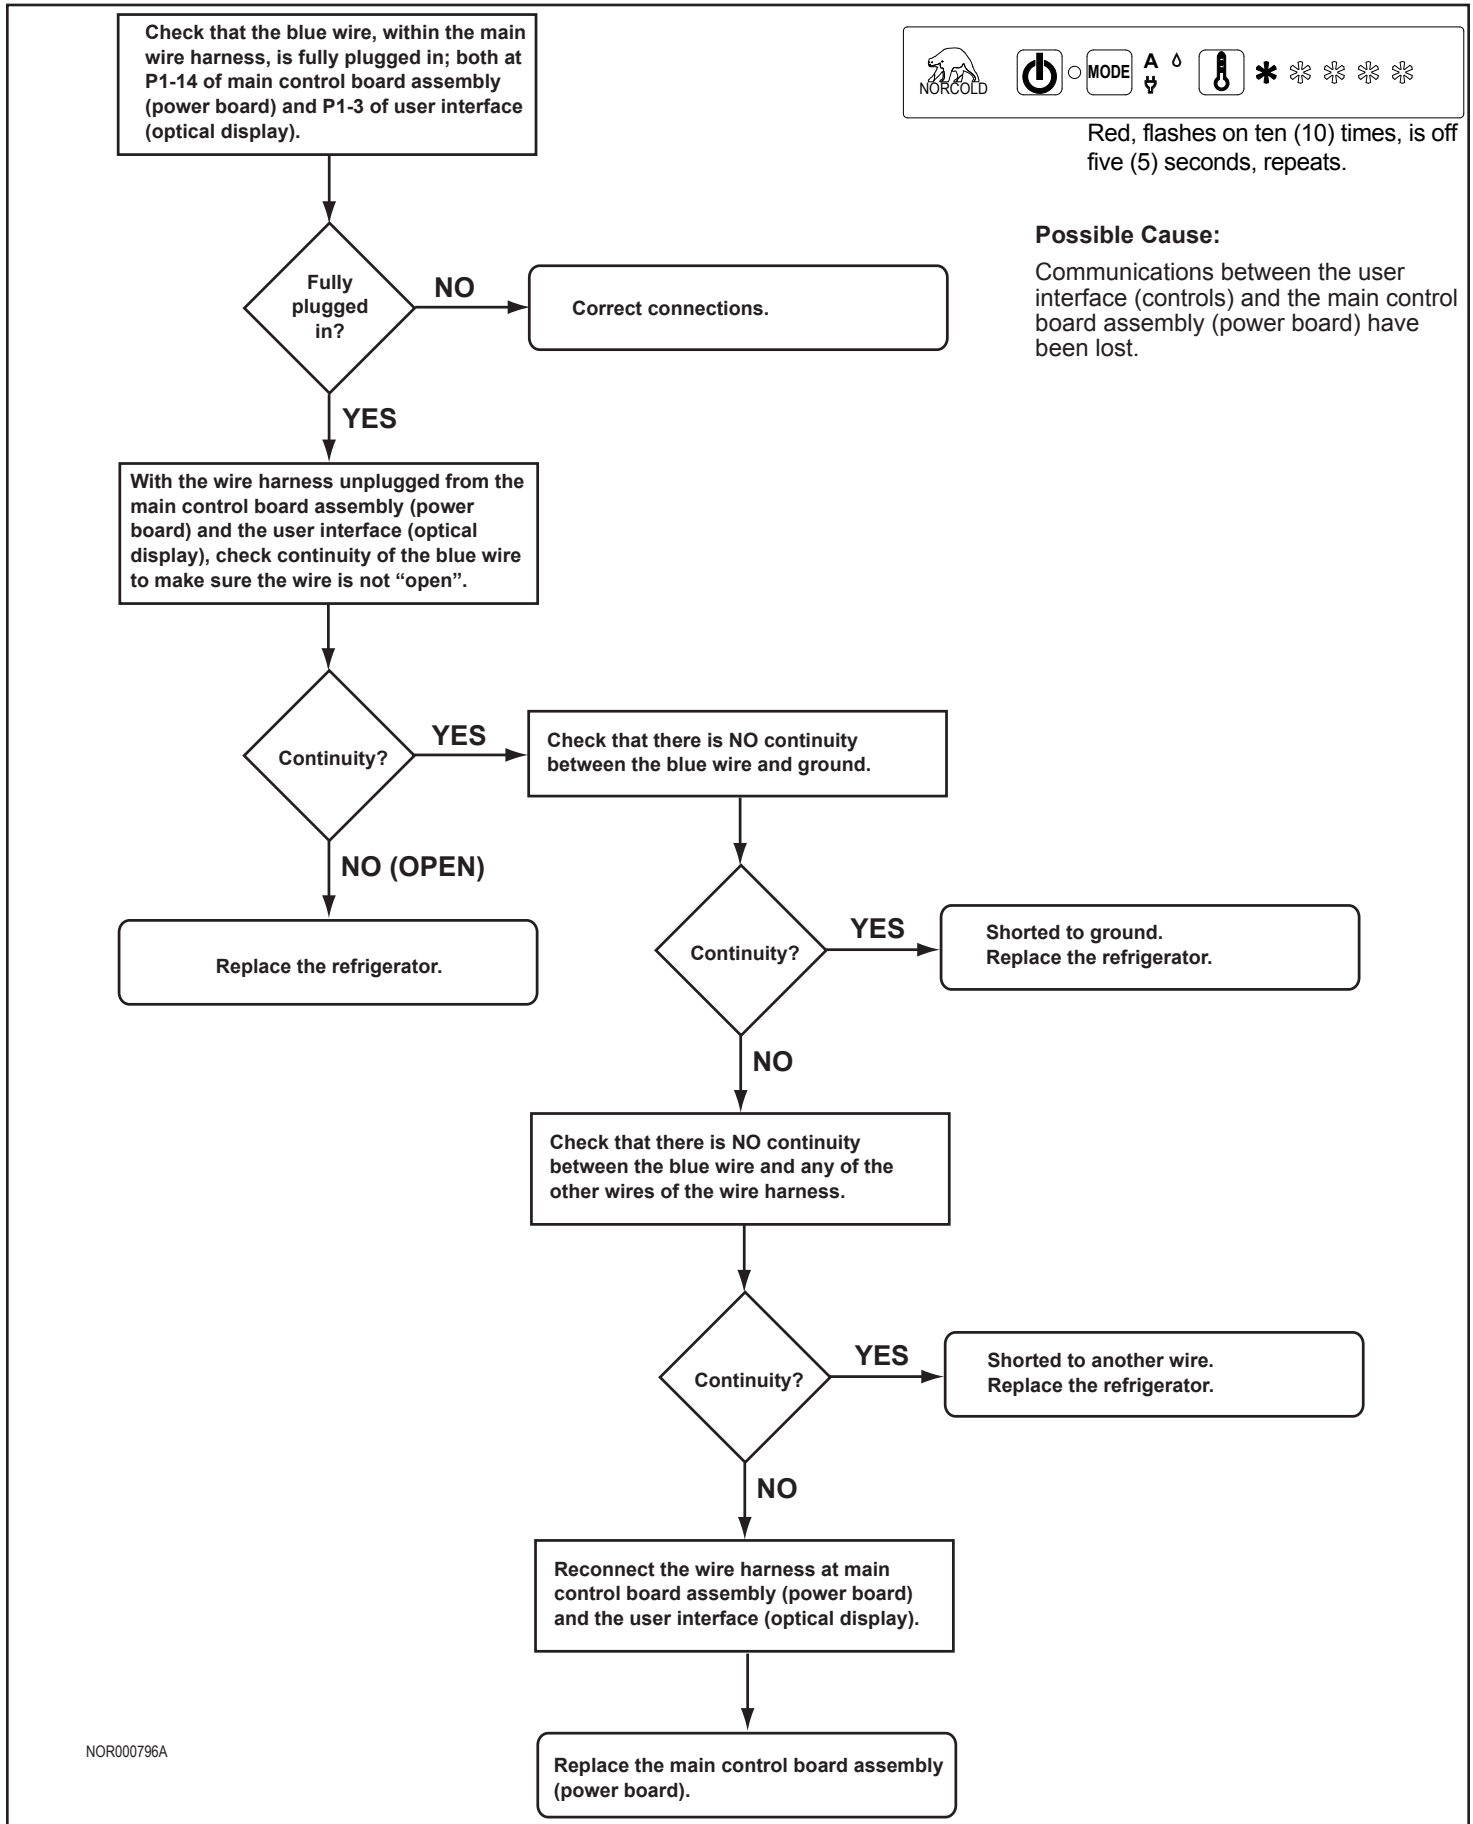 Check that the blue wire, within the main
wire harness, is fully plugged in; both at
P1-14 of main control board assembly
(power board) and P1-3 of user interface
(optical display).
NORCOLD
MODE
A
Red, flashes on ten (10) times, is off
five (5) seconds, repeats.
Possible Cause:
Communications between the user
interface (controls) and the main control
board assembly (power board) have
been lost.
Fully
plugged
in?
NO
Correct connections.
YES
With the wire harness unplugged from the
main control board assembly (power
board) and the user interface (optical
display), check continuity of the blue wire
to make sure the wire is not “open”.
Continuity?
YES
Check that there is NO continuity
between the blue wire and ground.
NO (OPEN)
Replace the refrigerator.
Continuity?
YES
Shorted to ground.
Replace the refrigerator.
NO
Check that there is NO continuity
between the blue wire and any of the
other wires of the wire harness.
Continuity?
YES
Shorted to another wire.
Replace the refrigerator.
NO
Reconnect the wire harness at main
control board assembly (power board)
and the user interface (optical display).
Replace the main control board assembly
(power board).
NOR000796A